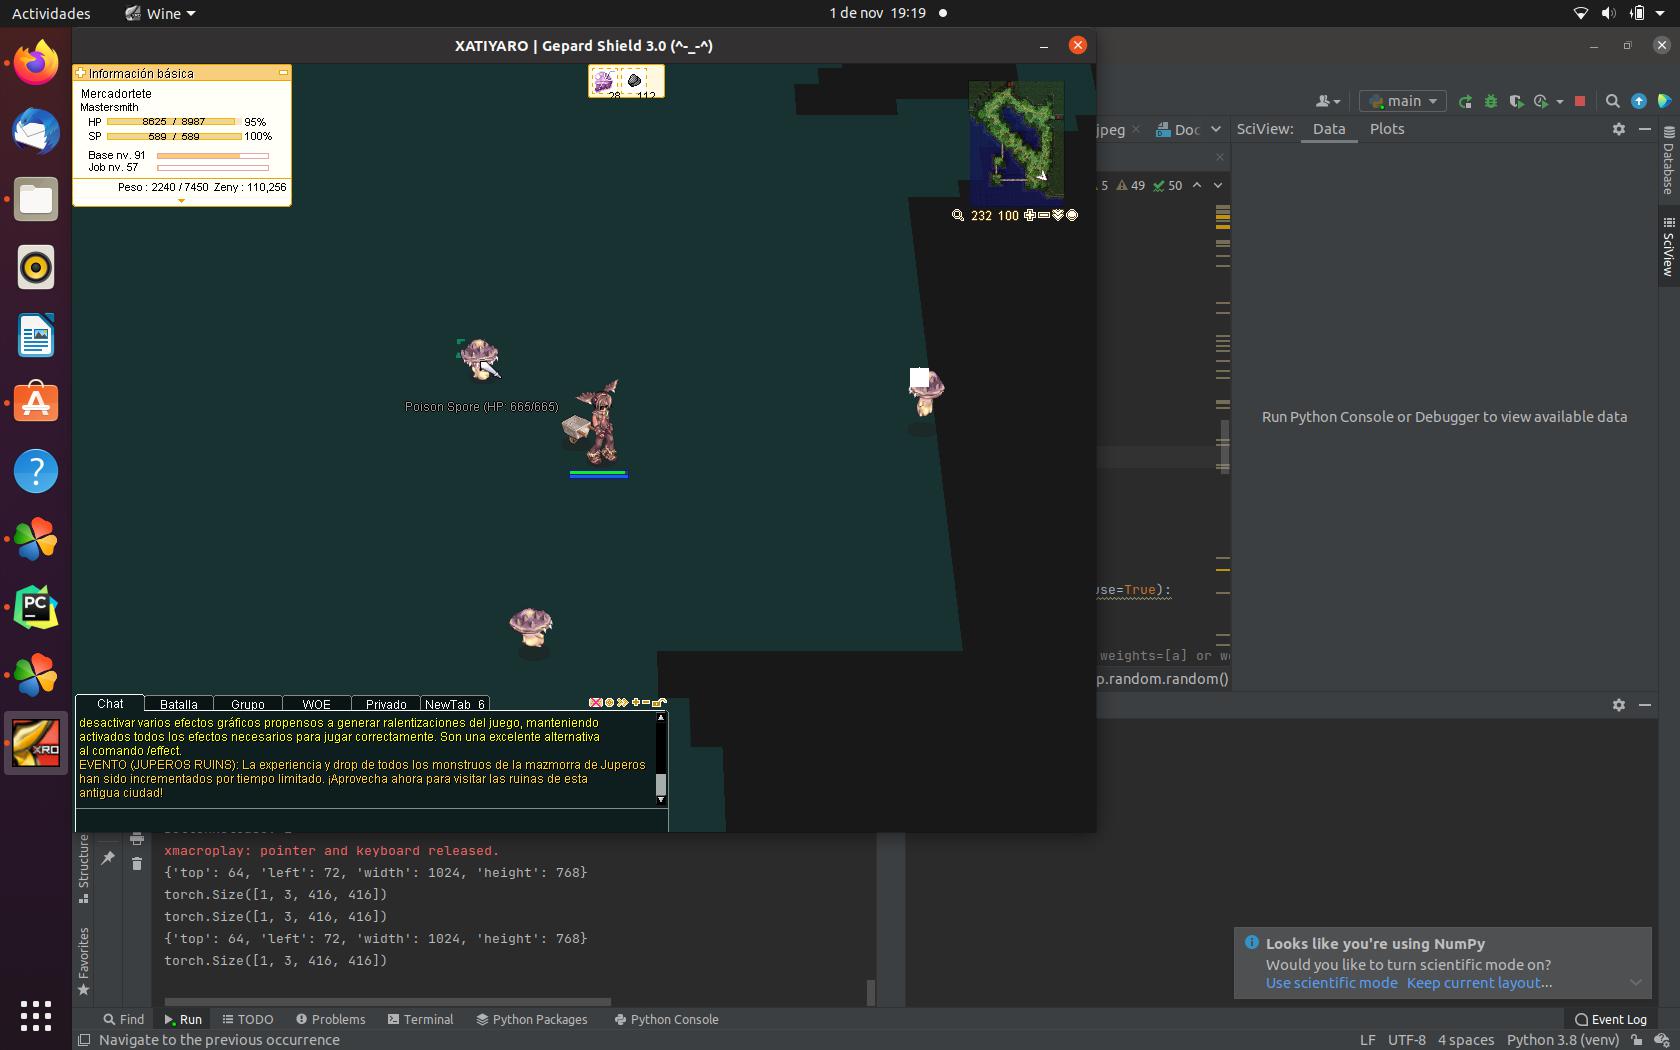 Actividades
Wine
1 de nov 19:19
XATIYARO | Gepard Shield 3.0 (^-_-^)
Información básica
Mercadortete
Mastersmith
HP 8625 / 8987 95%
SP 589 / 589 100%
Base nv. 91
Job nv. 57
Peso : 2240 / 7450 Zeny : 110,256
28 112
232 100
Poison Spore (HP: 665/665)
Chat Batalla Grupo WOE Privado NewTab_6
desactivar varios efectos gráficos propensos a generar ralentizaciones del juego, manteniendo
activados todos los efectos necesarios para jugar correctamente. Son una excelente alternativa
al comando /effect.
EVENTO (JUPEROS RUINS): La experiencia y drop de todos los monstruos de la mazmorra de Juperos
han sido incrementados por tiempo limitado. ¡Aprovecha ahora para visitar las ruinas de esta
antigua ciudad!
main
jpeg Doc
SciView: Data Plots
5 49 50
Database
SciView
Run Python Console or Debugger to view available data
use=True):
weights=[a] or w
p.random.random()
XRO
PC
Structure
Favorites
xmacroplay: pointer and keyboard released.
{'top': 64, 'left': 72, 'width': 1024, 'height': 768}
torch.Size([1, 3, 416, 416])
torch.Size([1, 3, 416, 416])
{'top': 64, 'left': 72, 'width': 1024, 'height': 768}
torch.Size([1, 3, 416, 416])
Looks like you're using NumPy
Would you like to turn scientific mode on?
Use scientific mode Keep current layout...
Find Run TODO Problems Terminal Python Packages Python Console
Event Log
Navigate to the previous occurrence
LF UTF-8 4 spaces Python 3.8 (venv)